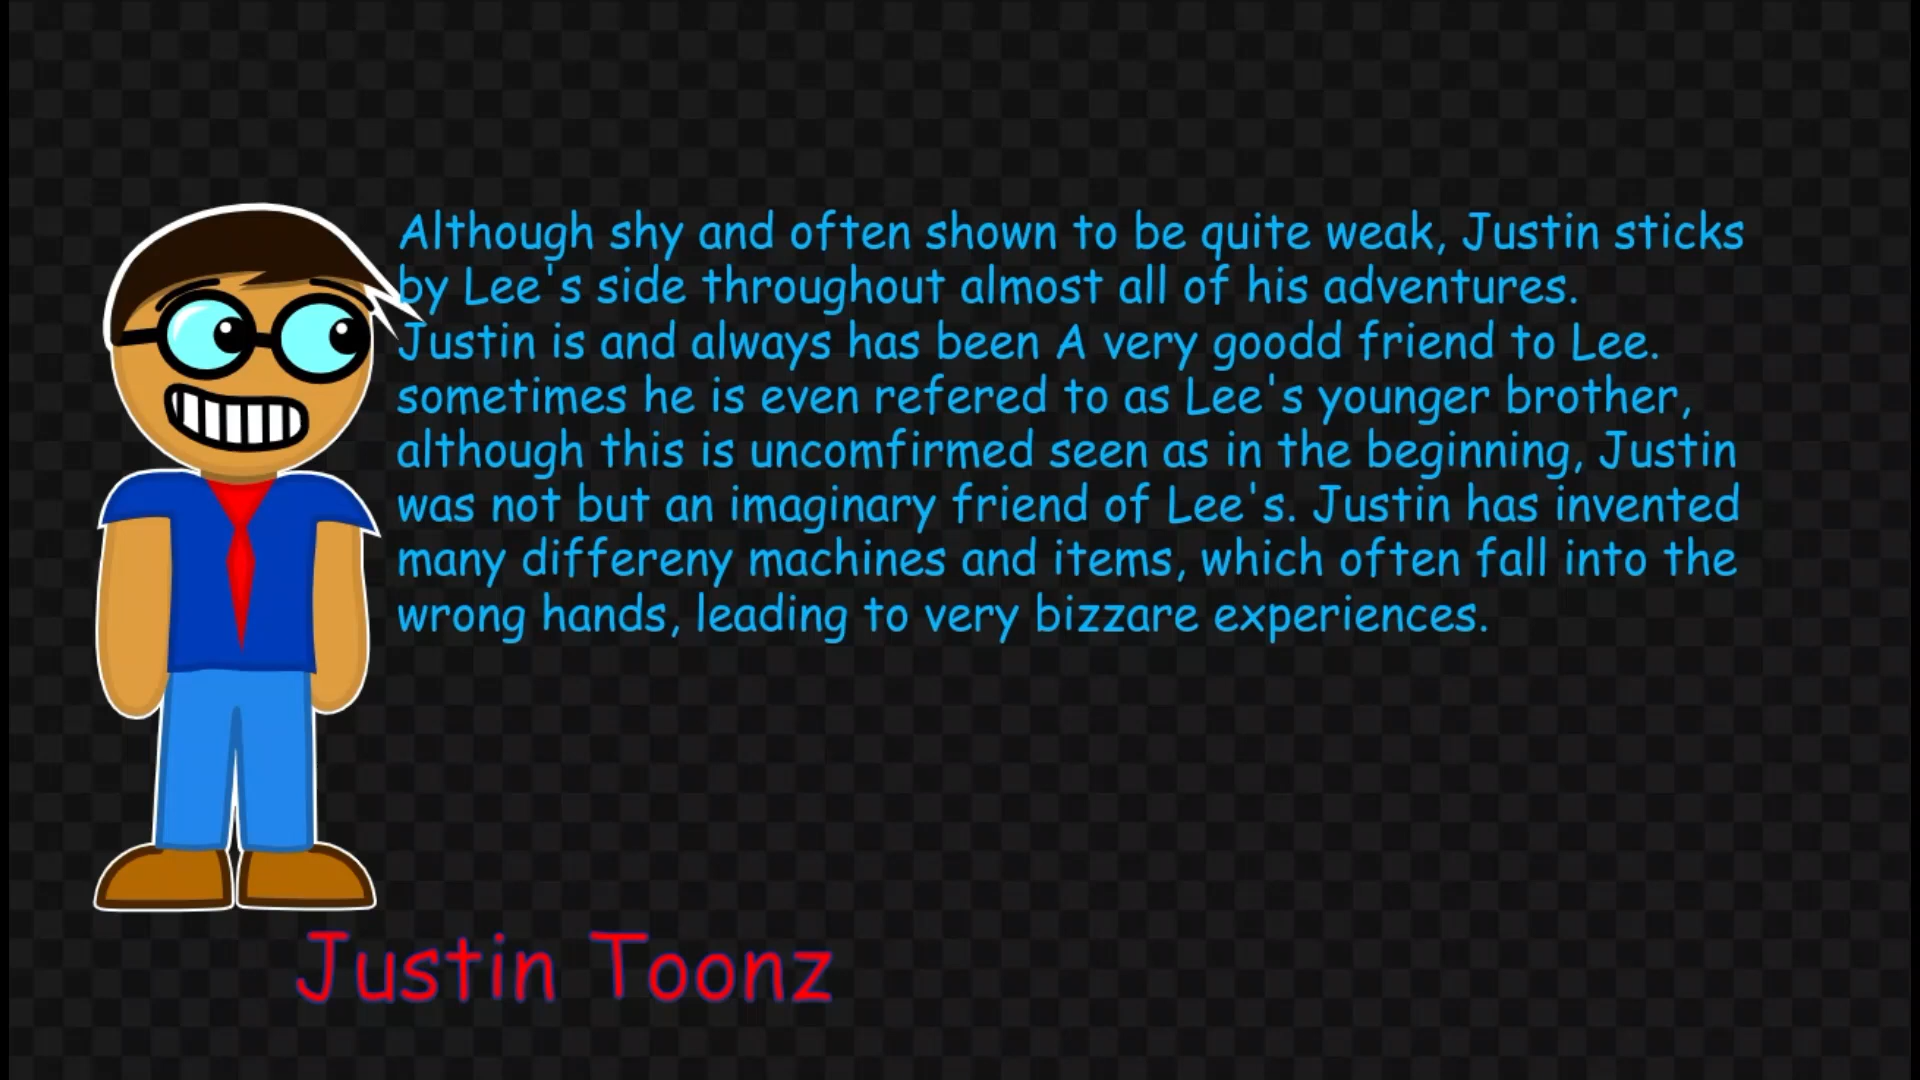 Although shy and often shown to be quite weak, Justin sticks
by Lee's side throughout almost all of his adventures.
Justin is and always has been A very goodd friend to Lee.
sometimes he is even refered to as Lee's younger brother,
although this is uncomfirmed seen as in the beginning, Justin
was not but an imaginary friend of Lee's. Justin has invented
many differeny machines and items, which often fall into the
wrong hands, leading to very bizzare experiences.
Justin Toonz